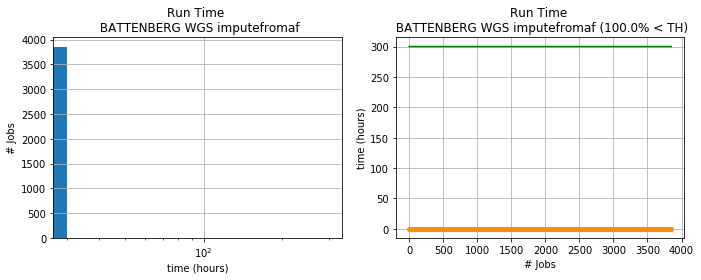 Run Time
BATTENBERG WGS imputefromaf
4000
3500
3000
2500
2000
1500
1000
500
0
# Jobs
10²
time (hours)
Run Time
BATTENBERG WGS imputefromaf (100.0% < TH)
300
250
200
150
100
50
0
time (hours)
0 500 1000 1500 2000 2500 3000 3500 4000
# Jobs